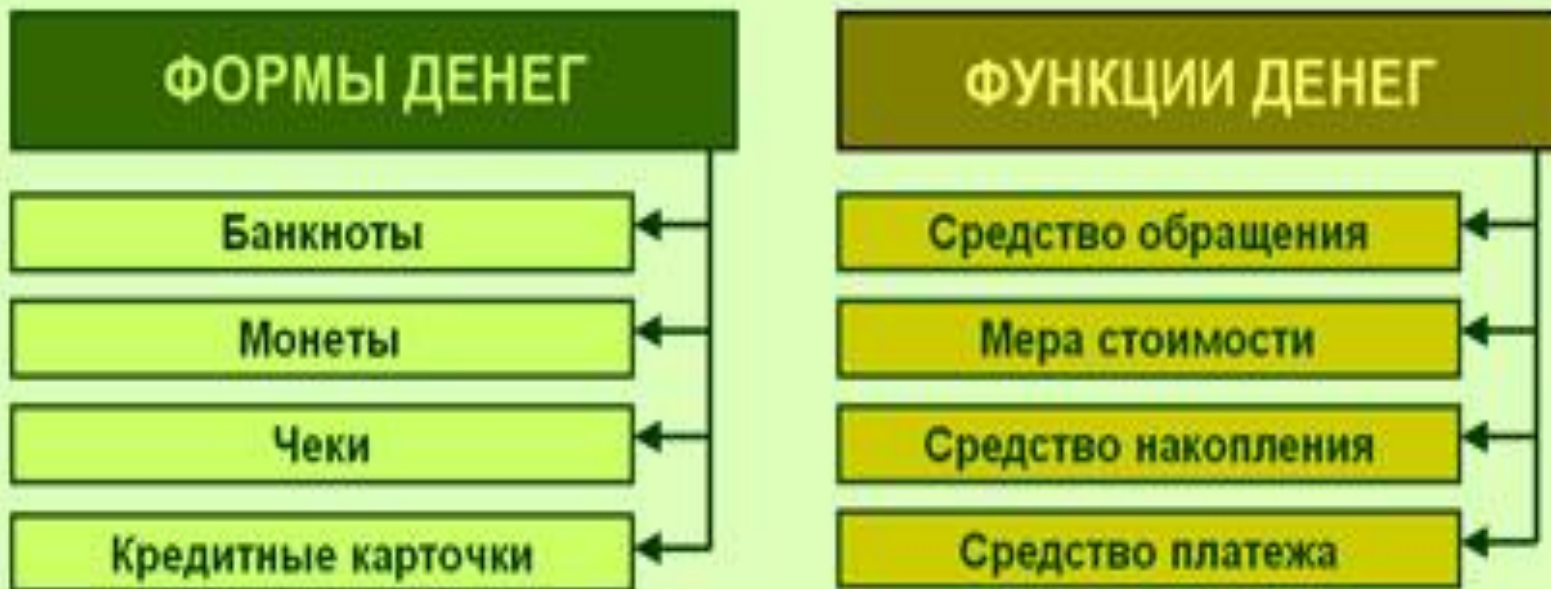 ФОРМЫ ДЕНЕГ
Банкноты
Монеты
Чеки
Кредитные карточки
ФУНКЦИИ ДЕНЕГ
Средство обращения
Мера стоимости
Средство накопления
Средство платежа